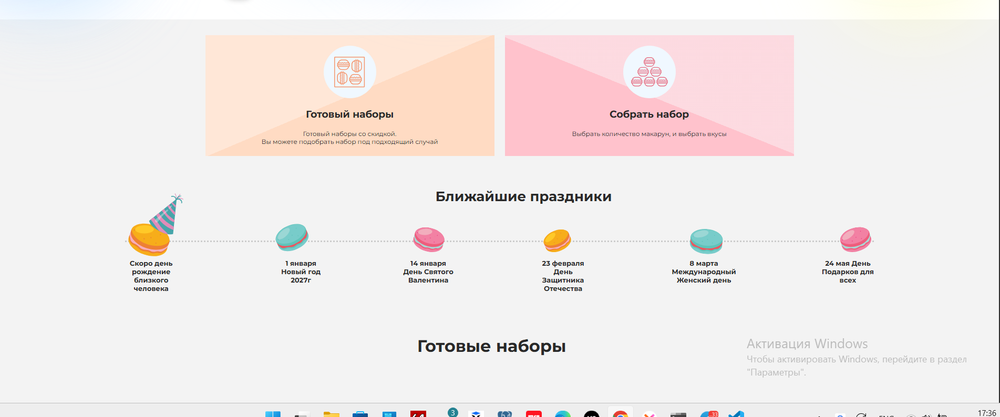 Готовый наборы
Готовый наборы со скидкой.
Вы можете подобрать набор под подходящий случай
Собрать набор
Выбрать количество макарун, и выбрать вкусы
Ближайшие праздники
Скоро день
рождение
близкого
человека
1 января
Новый год
2027г
14 января
День Святого
Валентина
23 февраля
День
Защитника
Отечества
8 марта
Международный
Женский день
24 мая День
Подарков для
всех
Готовые наборы
Активация Windows
Чтобы активировать Windows, перейдите в раздел
"Параметры".
3
33
17:36